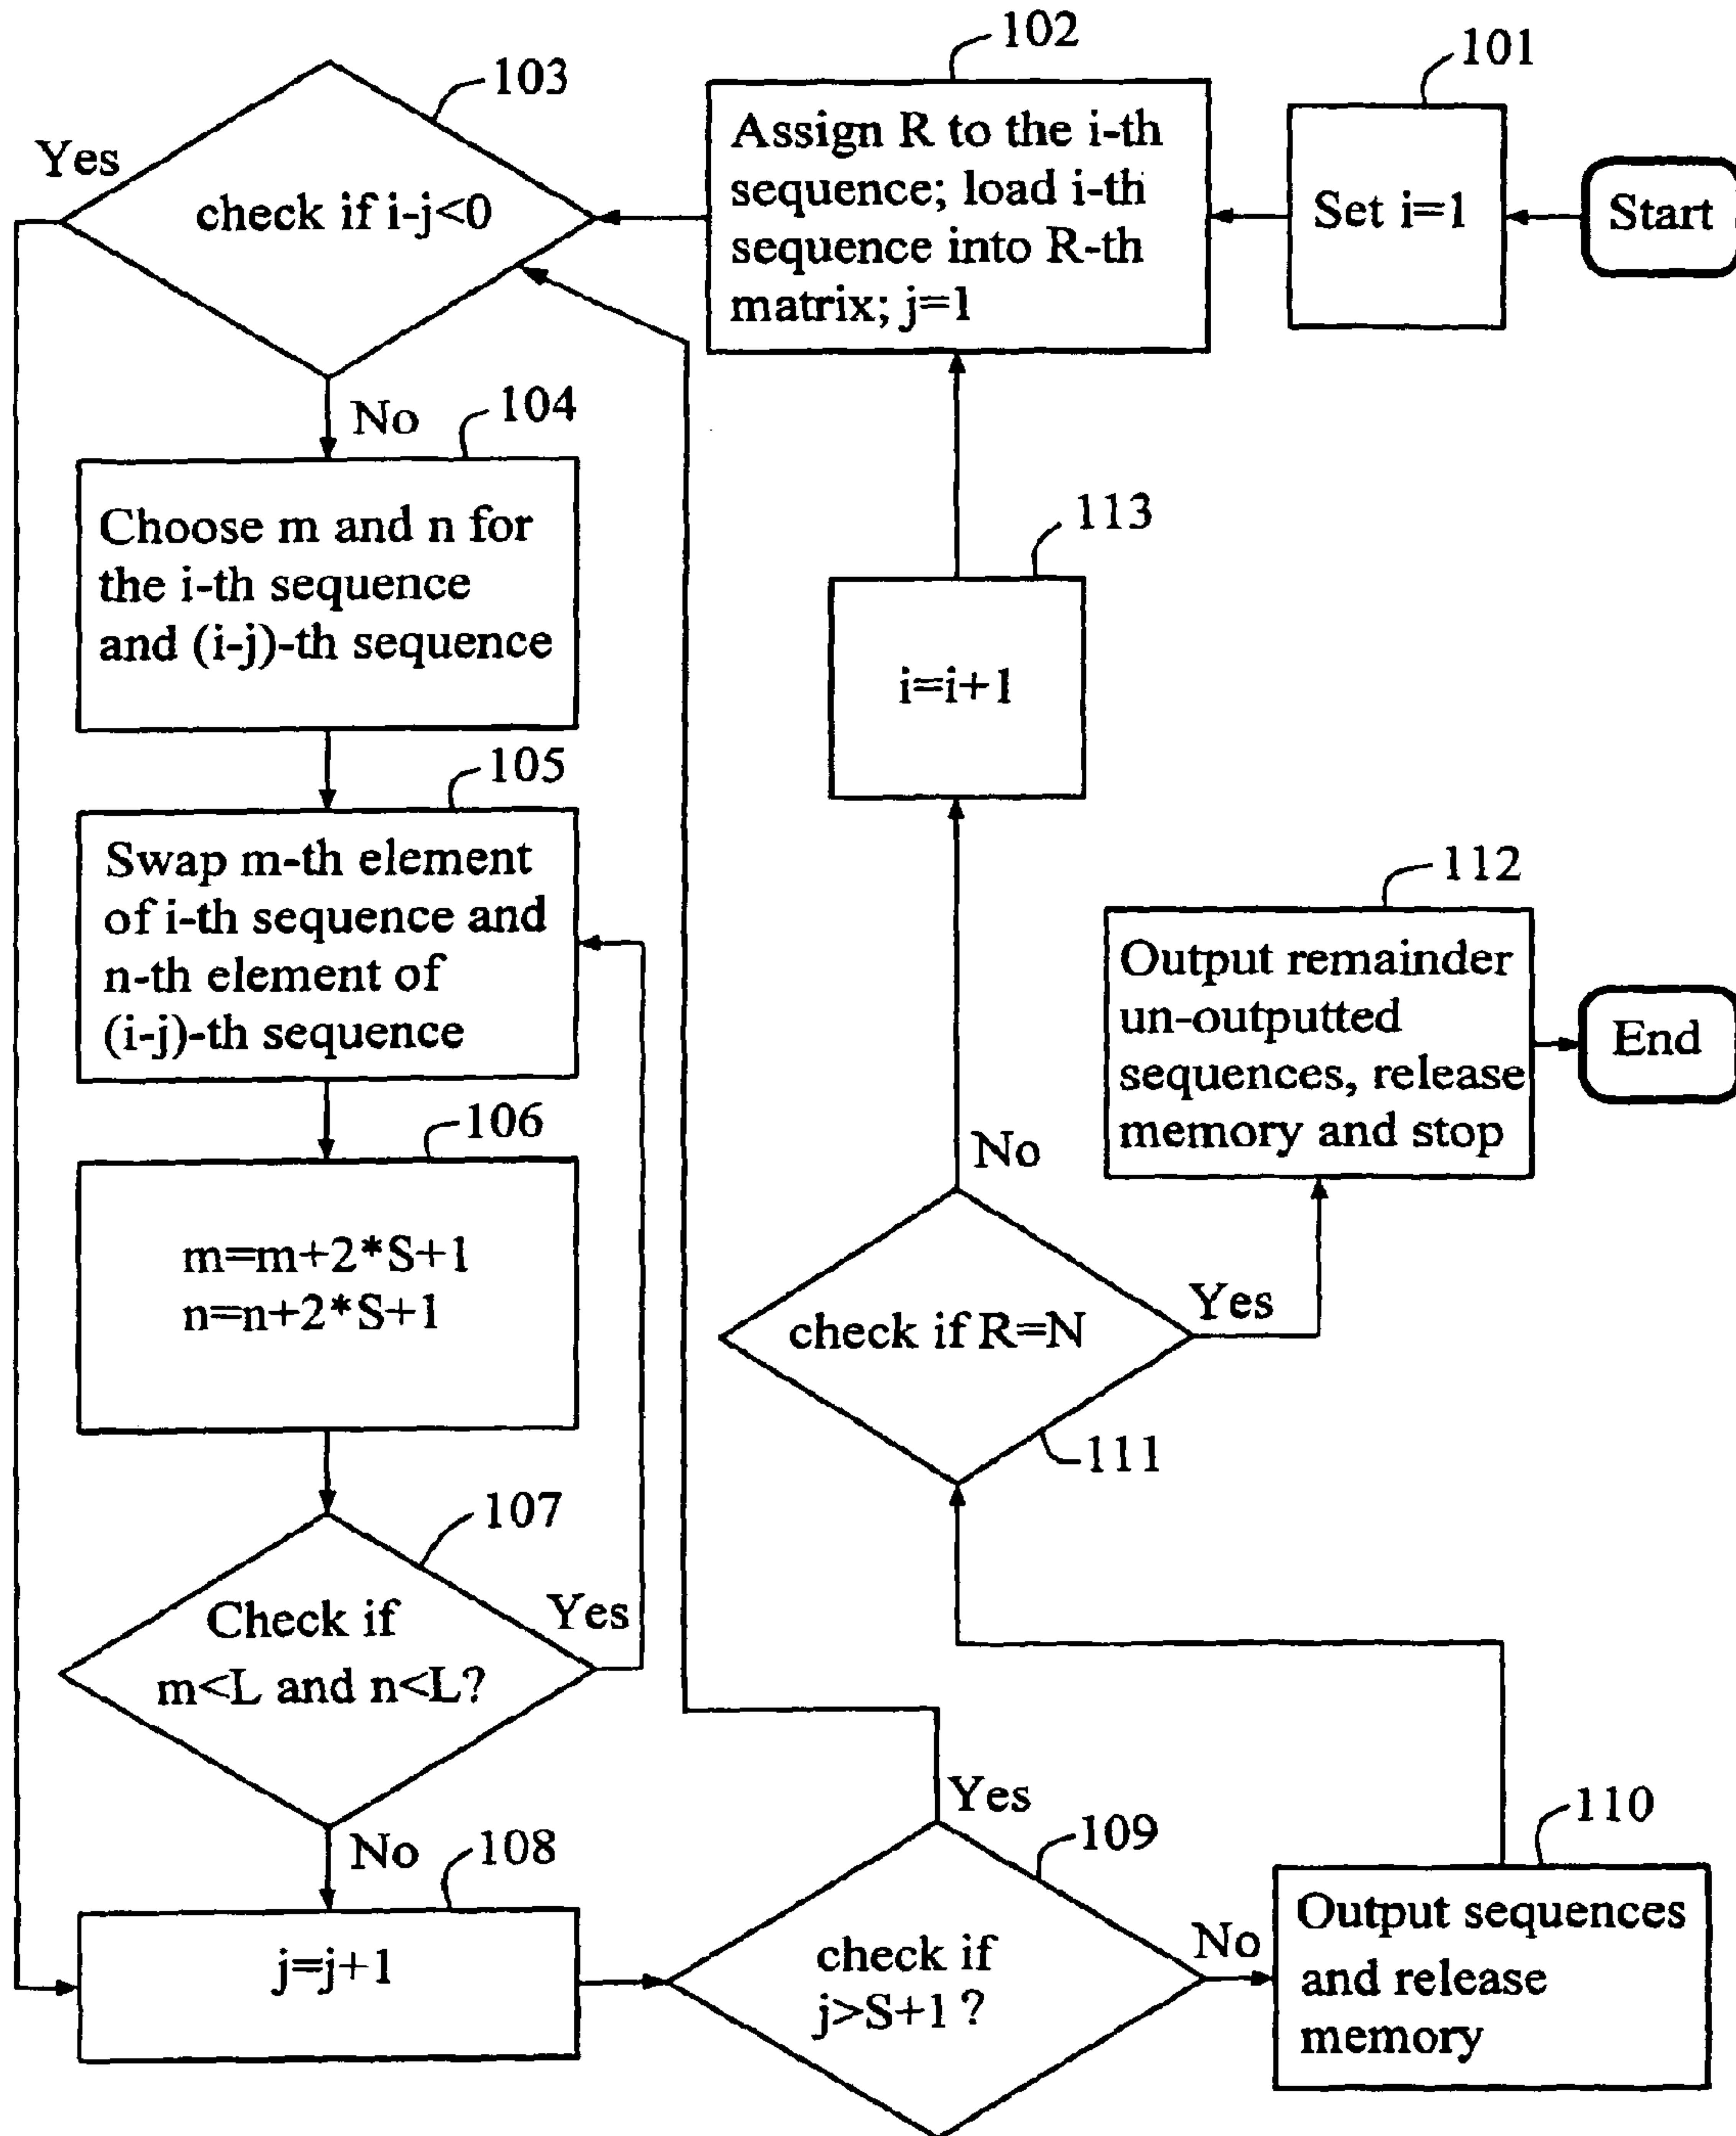 Start
101
Set i=1
102
Assign R to the i-th
sequence; load i-th
sequence into R-th
matrix; j=1
103
check if i-j<0
Yes
No
104
Choose m and n for
the i-th sequence
and (i-j)-th sequence
105
Swap m-th element
of i-th sequence and
n-th element of
(i-j)-th sequence
106
m=m+2*S+1
n=n+2*S+1
107
Check if
m<L and n<L?
Yes
No
108
j=j+1
109
check if
j>S+1 ?
Yes
No
110
Output sequences
and release
memory
111
check if R=N
Yes
No
112
Output remainder
un-outputted
sequences, release
memory and stop
End
113
i=i+1